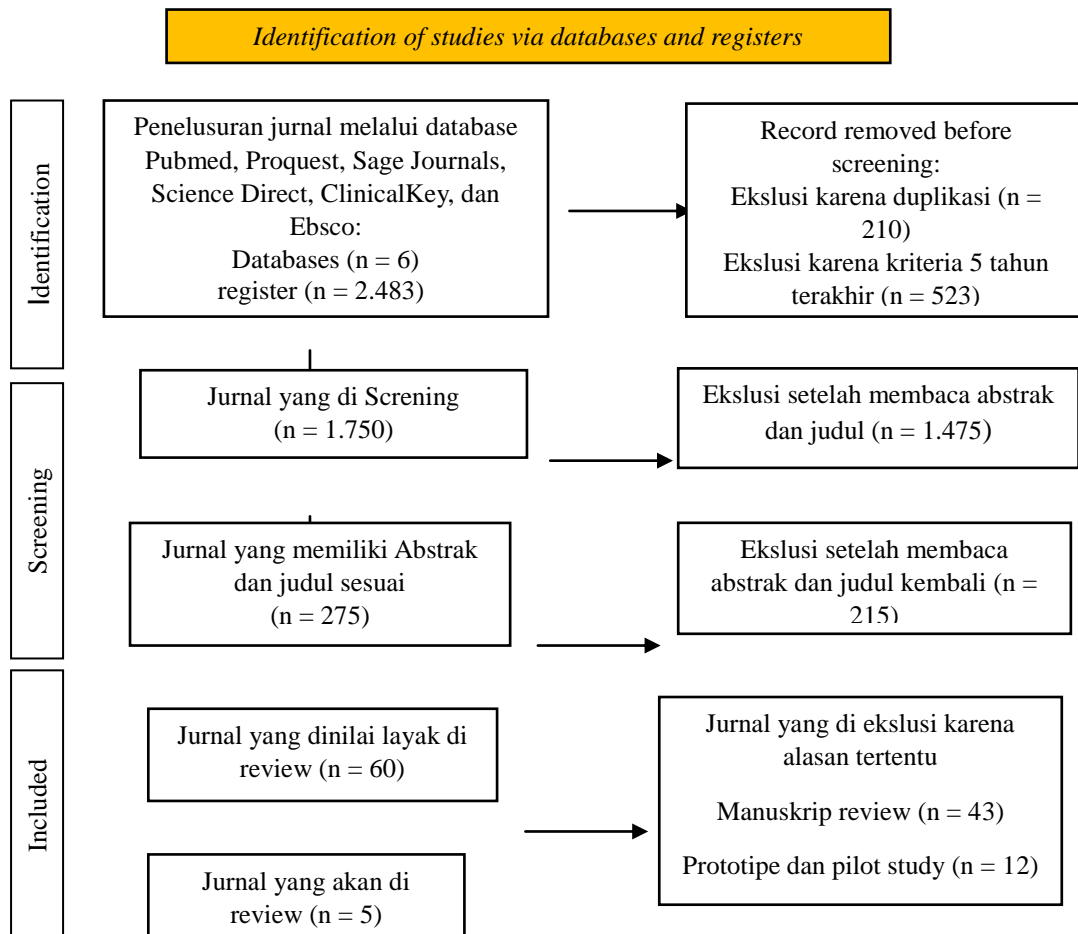 Identification of studies via databases and registers
Identification
Penelusuran jurnal melalui database
Pubmed, Proquest, Sage Journals,
Science Direct, ClinicalKey, dan
Ebsco:
Databases (n = 6)
register (n = 2.483)
Record removed before
screening:
Ekslusi karena duplikasi (n =
210)
Ekslusi karena kriteria 5 tahun
terakhir (n = 523)
Screening
Jurnal yang di Screning
(n = 1.750)
Ekslusi setelah membaca abstrak
dan judul (n = 1.475)
Jurnal yang memiliki Abstrak
dan judul sesuai
(n = 275)
Ekslusi setelah membaca
abstrak dan judul kembali (n =
215)
Included
Jurnal yang dinilai layak di
review (n = 60)
Jurnal yang di ekslusi karena
alasan tertentu
Manuskrip review (n = 43)
Prototipe dan pilot study (n = 12)
Jurnal yang akan di
review (n = 5)